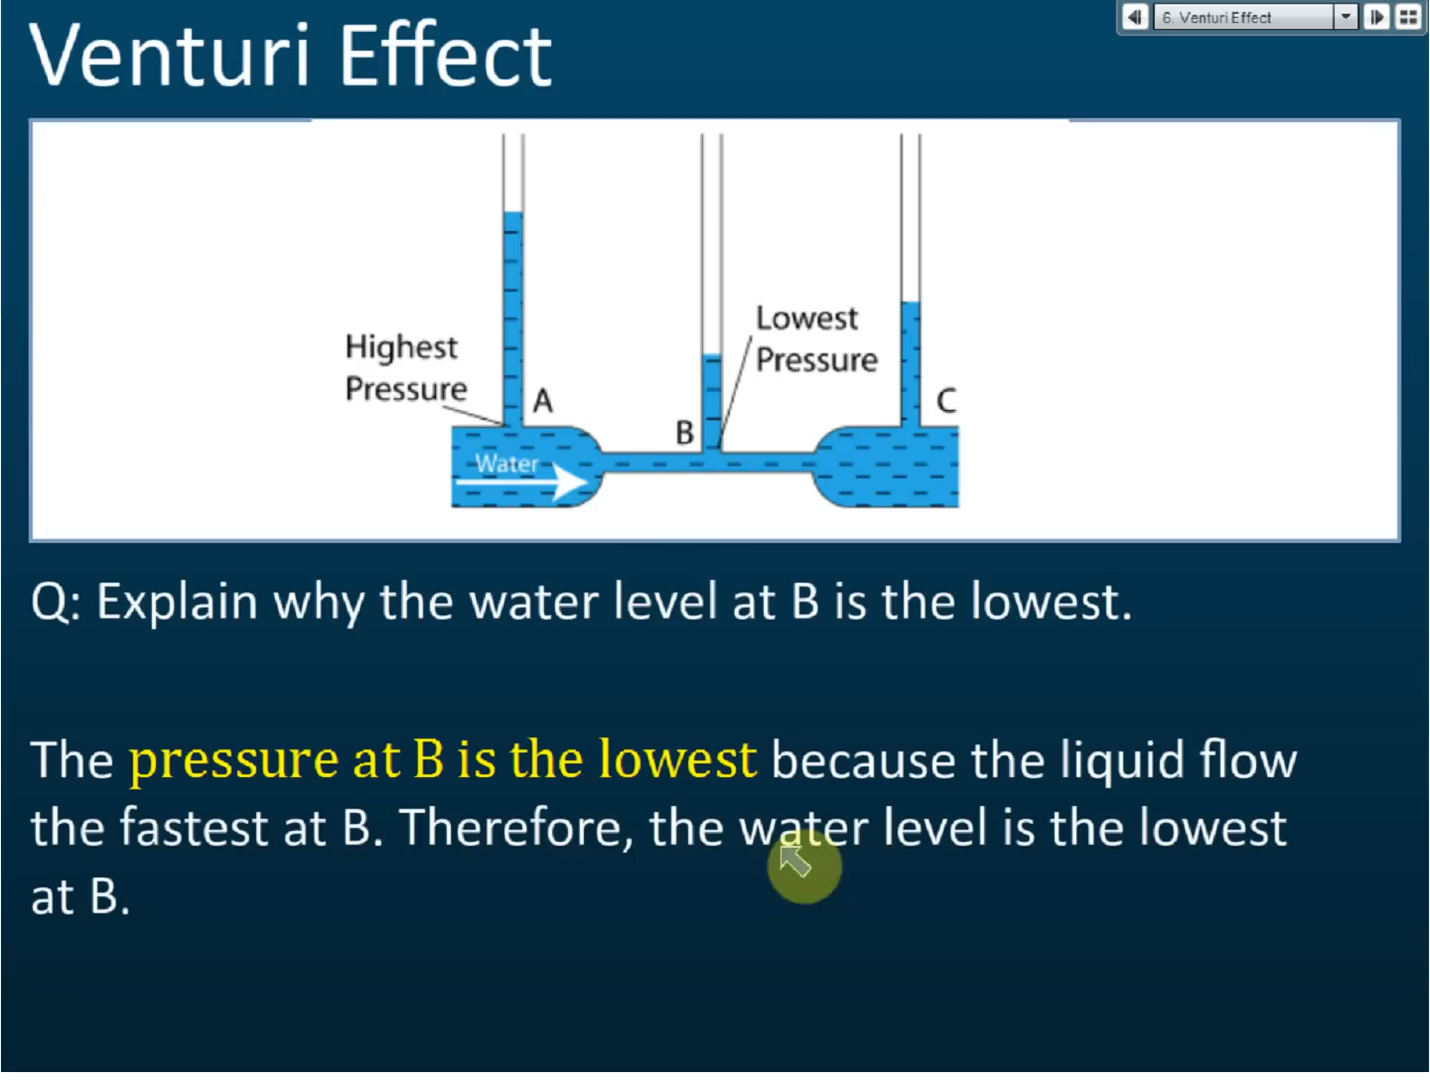 Venturi Effect
6. Venturi Effect
Highest
Pressure
A
B
Lowest
Pressure
C
Water
Q: Explain why the water level at B is the lowest.
The pressure at B is the lowest because the liquid flow
the fastest at B. Therefore, the water level is the lowest
at B.